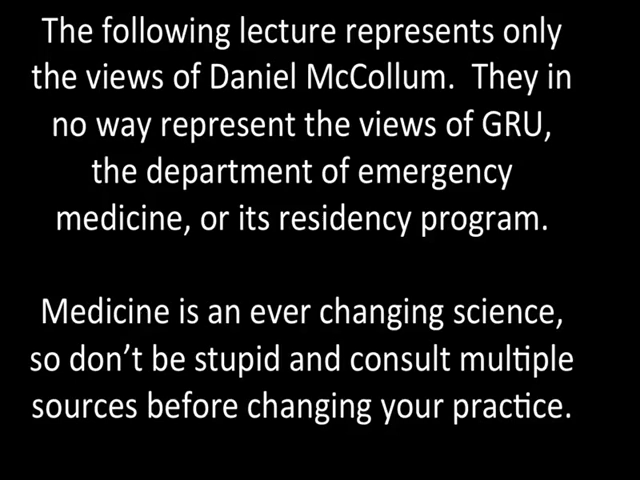 The following lecture represents only
the views of Daniel McCollum.  They in
no way represent the views of GRU,
the department of emergency
medicine, or its residency program.
Medicine is an ever changing science,
so don’t be stupid and consult multiple
sources before changing your practice.